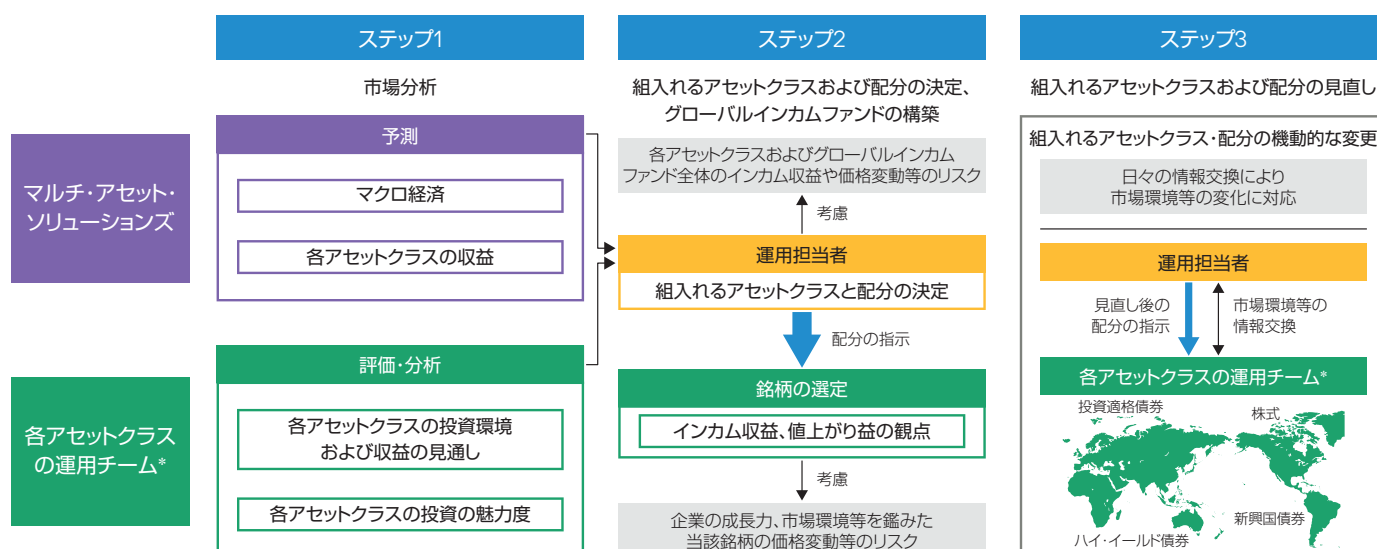 ステップ1
市場分析
マルチ・アセット・
ソリューションズ
予測
マクロ経済
各アセットクラスの収益
各アセットクラス
の運用チーム*
評価・分析
各アセットクラスの投資環境
および収益の見通し
各アセットクラスの投資の魅力度
ステップ2
組入れるアセットクラスおよび配分の決定、
グローバルインカムファンドの構築
各アセットクラスおよびグローバルインカム
ファンド全体のインカム収益や価格変動等のリスク
考慮
運用担当者
組入れるアセットクラスと配分の決定
配分の指示
銘柄の選定
インカム収益、値上がり益の観点
考慮
企業の成長力、市場環境等を鑑みた
当該銘柄の価格変動等のリスク
ステップ3
組入れるアセットクラスおよび配分の見直し
組入れるアセットクラス・配分の機動的な変更
日々の情報交換により
市場環境等の変化に対応
運用担当者
見直し後の
配分の指示
市場環境等の
情報交換
各アセットクラスの運用チーム*
投資適格債券
株式
新興国債券
ハイ・イールド債券